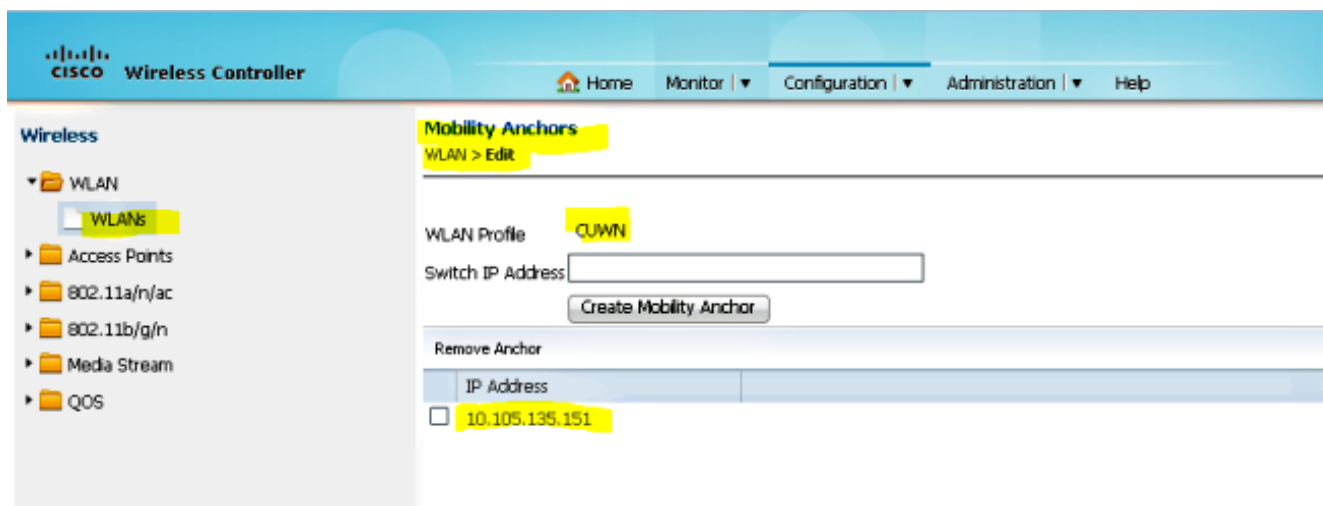 CISCO Wireless Controller
Home Monitor | ▼ Configuration | ▼ Administration | ▼ Help
Wireless
WLAN
WLANs
Access Points
802.11a/n/ac
802.11b/g/n
Media Stream
QOS
Mobility Anchors
WLAN > Edit
WLAN Profile CUWN
Switch IP Address
Create Mobility Anchor
Remove Anchor
IP Address
10.105.135.151